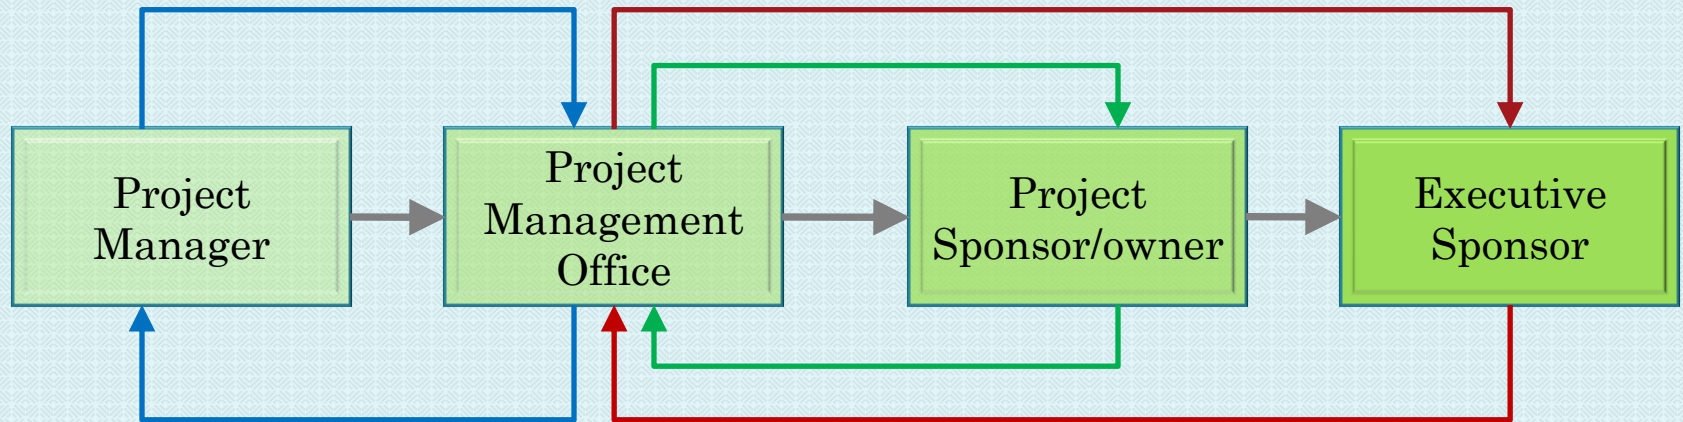 Project
Manager
Project
Management
Office
Project
Sponsor/owner
Executive
Sponsor